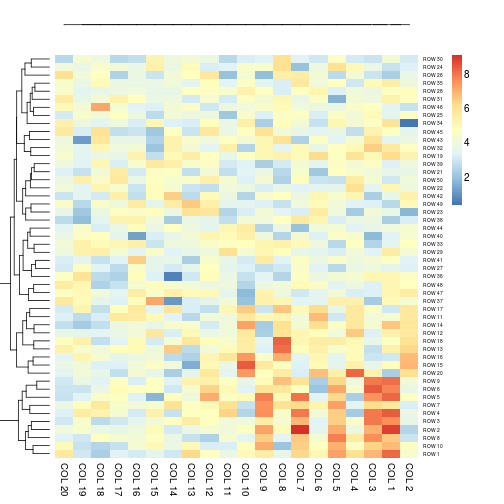 ROW 30
ROW 24
ROW 26
ROW 35
ROW 28
ROW 31
ROW 46
ROW 25
ROW 34
ROW 45
ROW 43
ROW 32
ROW 19
ROW 39
ROW 21
ROW 50
ROW 22
ROW 42
ROW 49
ROW 23
ROW 38
ROW 44
ROW 40
ROW 33
ROW 29
ROW 41
ROW 27
ROW 36
ROW 48
ROW 47
ROW 37
ROW 17
ROW 11
ROW 14
ROW 12
ROW 18
ROW 13
ROW 16
ROW 15
ROW 20
ROW 9
ROW 6
ROW 5
ROW 7
ROW 4
ROW 3
ROW 2
ROW 8
ROW 10
ROW 1
8
6
4
2
COL 20
COL 19
COL 18
COL 17
COL 16
COL 15
COL 14
COL 13
COL 12
COL 11
COL 10
COL 9
COL 8
COL 7
COL 6
COL 5
COL 4
COL 3
COL 1
COL 2